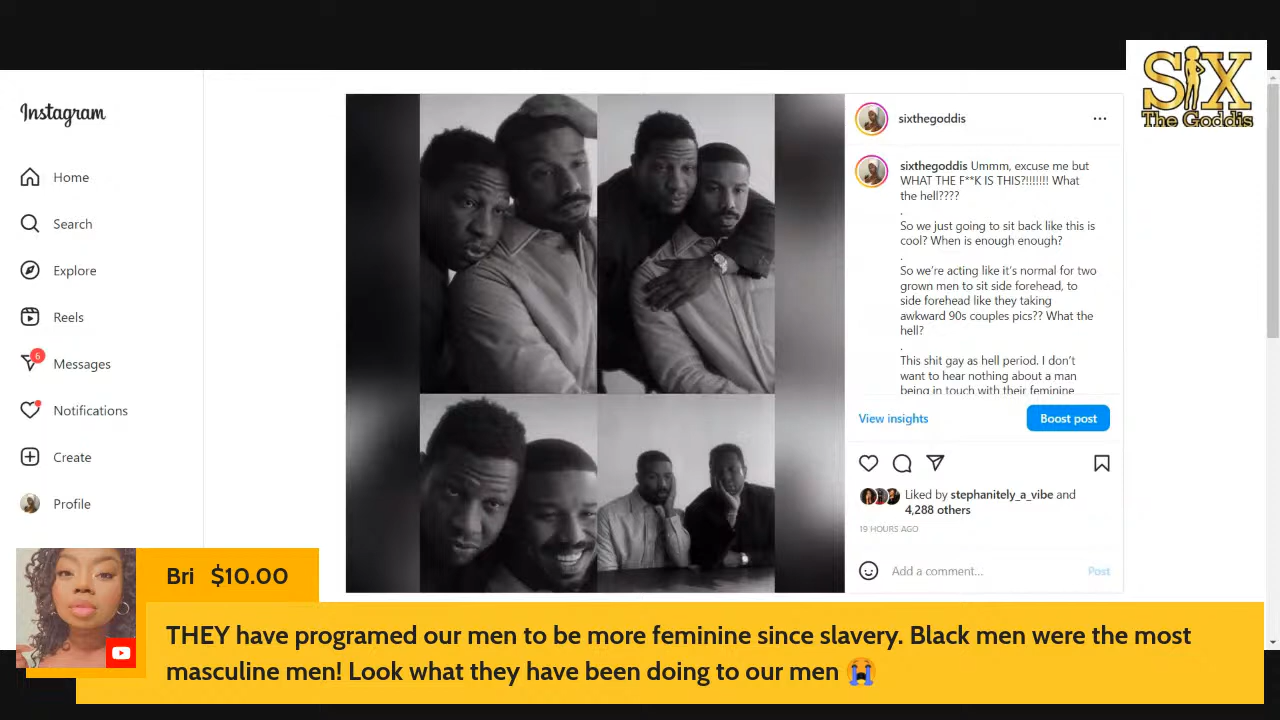 SIX
The Goddis
Instagram
Home
Search
Explore
Reels
6
Messages
Notifications
Create
Profile
sixthegoddis
sixthegoddis Ummm, excuse me but
WHAT THE F**K IS THIS?!!!!!!! What
the hell????
.
So we just going to sit back like this is
cool? When is enough enough?
.
So we’re acting like it’s normal for two
grown men to sit side forehead, to
side forehead like they taking
awkward 90s couples pics?? What the
hell?
.
This shit gay as hell period. I don’t
want to hear nothing about a man
being in touch with their feminine
View insights
Boost post
Liked by stephanitely_a_vibe and
4,288 others
19 HOURS AGO
Add a comment...
Post
Bri $10.00
THEY have programed our men to be more feminine since slavery. Black men were the most
masculine men! Look what they have been doing to our men 😭